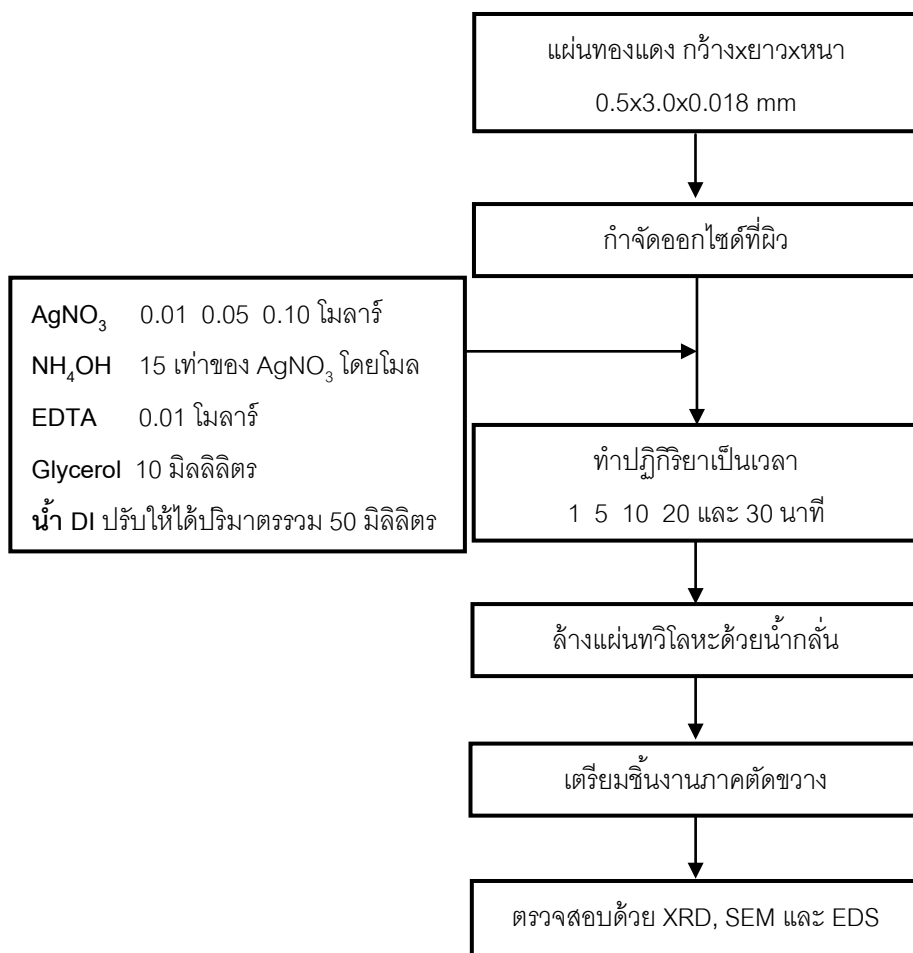 แผ่นทองแดง กว้างxยาวxหนา
0.5x3.0x0.018 mm
กำจัดออกไซด์ที่ผิว
AgNO₃ 0.01 0.05 0.10 โมลาร์
NH₄OH 15 เท่าของ AgNO₃ โดยโมล
EDTA 0.01 โมลาร์
Glycerol 10 มิลลิลิตร
น้ำ DI ปรับให้ได้ปริมาตรรวม 50 มิลิลิตร
ทำปฏิกิริยาเป็นเวลา
1 5 10 20 และ 30 นาที
ล้างแผ่นทวิโลหะด้วยน้ำกลั่น
เตรียมชิ้นงานภาคตัดขวาง
ตรวจสอบด้วย XRD, SEM และ EDS